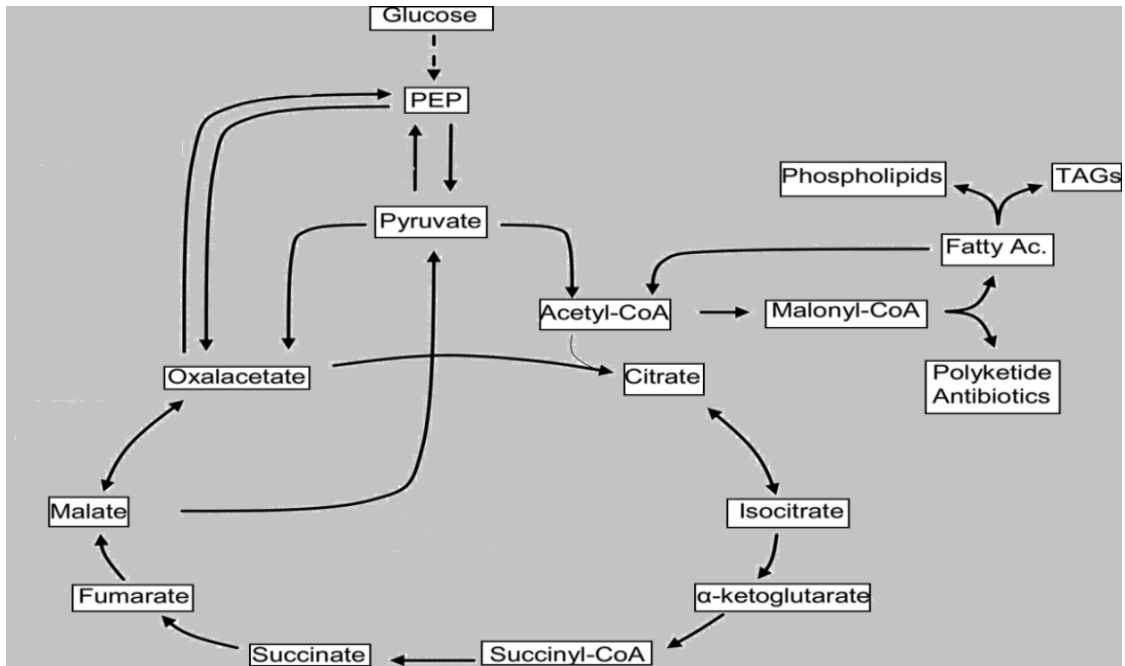 Glucose
PEP
Phospholipids
TAGs
Pyruvate
Fatty Ac.
Acetyl-CoA
Malonyl-CoA
Oxalacetate
Citrate
Polyketide
Antibiotics
Malate
Isocitrate
Fumarate
α-ketoglutarate
Succinate
Succinyl-CoA